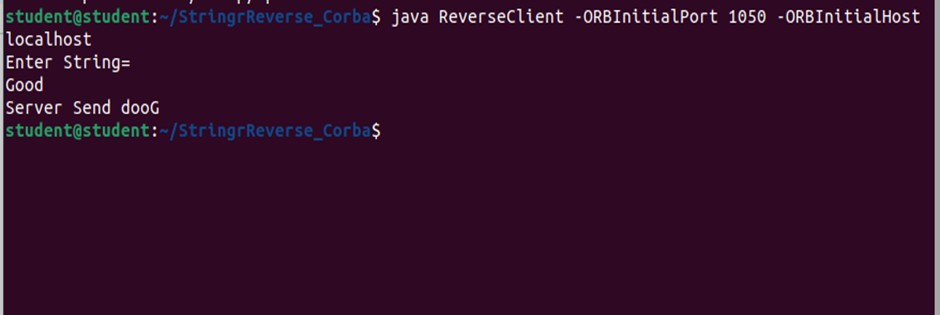 student@student:~/StringrReverse_Corba$ java ReverseClient -ORBInitialPort 1050 -ORBInitialHost
localhost
Enter String=
Good
Server Send dooG
student@student:~/StringrReverse_Corba$